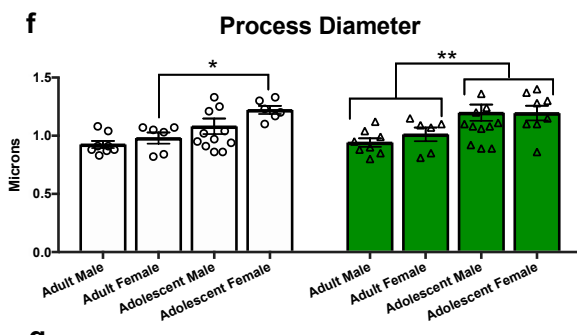 f
Process Diameter
*
**
1.5
1.0
0.5
0.0
Microns
Adult Male
Adult Female
Adolescent Male
Adolescent Female
Adult Male
Adult Female
Adolescent Male
Adolescent Female